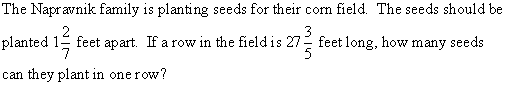 The Napravnik family is planting seeds for their corn field. The seeds should be
planted 1 2/7 feet apart. If a row in the field is 27 3/5 feet long, how many seeds
can they plant in one row?